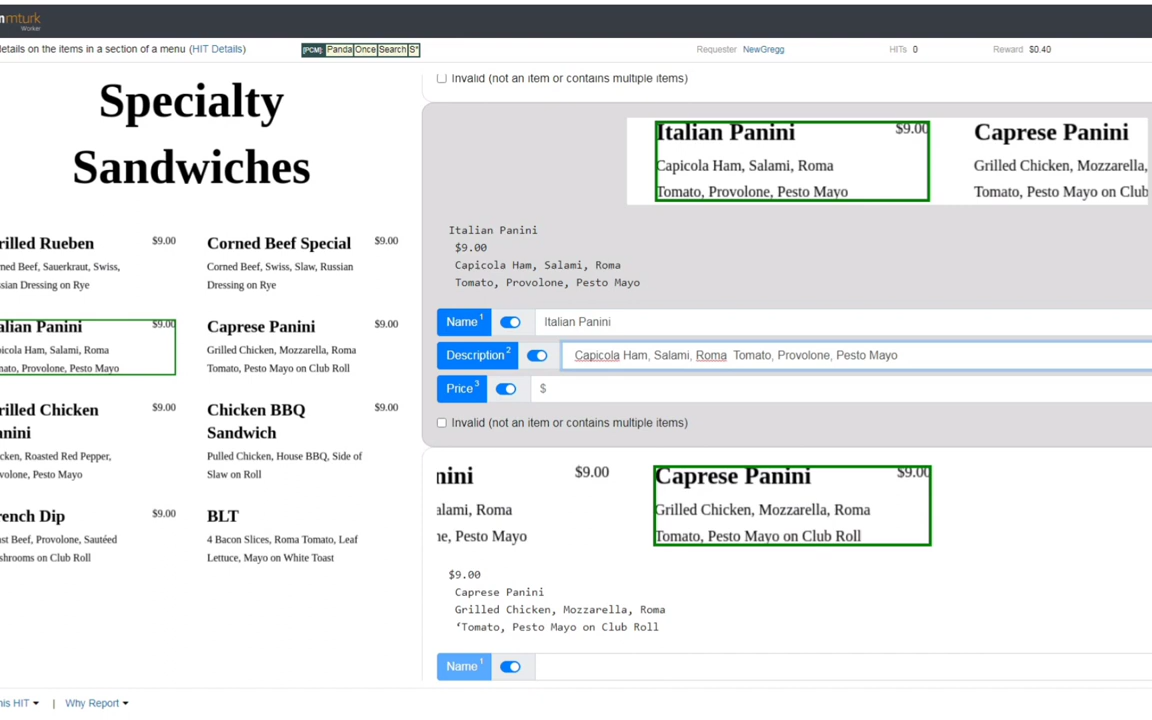 mturk
Worker
details on the items in a section of a menu (HIT Details)
[PCM] Panda Once Search S*
Requester NewGregg
HITs 0
Reward $0.40
Specialty
Sandwiches
rilled Rueben $9.00
ned Beef, Sauerkraut, Swiss,
sian Dressing on Rye
Corned Beef Special $9.00
Corned Beef, Swiss, Slaw, Russian
Dressing on Rye
alian Panini $9.00
icola Ham, Salami, Roma
nato, Provolone, Pesto Mayo
Caprese Panini $9.00
Grilled Chicken, Mozzarella, Roma
Tomato, Pesto Mayo on Club Roll
rilled Chicken $9.00
anini
cken, Roasted Red Pepper,
volone, Pesto Mayo
Chicken BBQ $9.00
Sandwich
Pulled Chicken, House BBQ, Side of
Slaw on Roll
rench Dip $9.00
ast Beef, Provolone, Sautéed
shrooms on Club Roll
BLT
4 Bacon Slices, Roma Tomato, Leaf
Lettuce, Mayo on White Toast
Invalid (not an item or contains multiple items)
Italian Panini $9.00
Capicola Ham, Salami, Roma
Tomato, Provolone, Pesto Mayo
Caprese Panini
Grilled Chicken, Mozzarella,
Tomato, Pesto Mayo on Club
Italian Panini
$9.00
Capicola Ham, Salami, Roma
Tomato, Provolone, Pesto Mayo
Name 1 Italian Panini
Description 2 Capicola Ham, Salami, Roma Tomato, Provolone, Pesto Mayo
Price 3 $
Invalid (not an item or contains multiple items)
nini $9.00
alami, Roma
ne, Pesto Mayo
Caprese Panini $9.00
Grilled Chicken, Mozzarella, Roma
Tomato, Pesto Mayo on Club Roll
$9.00
Caprese Panini
Grilled Chicken, Mozzarella, Roma
‘Tomato, Pesto Mayo on Club Roll
Name 1
his HIT | Why Report